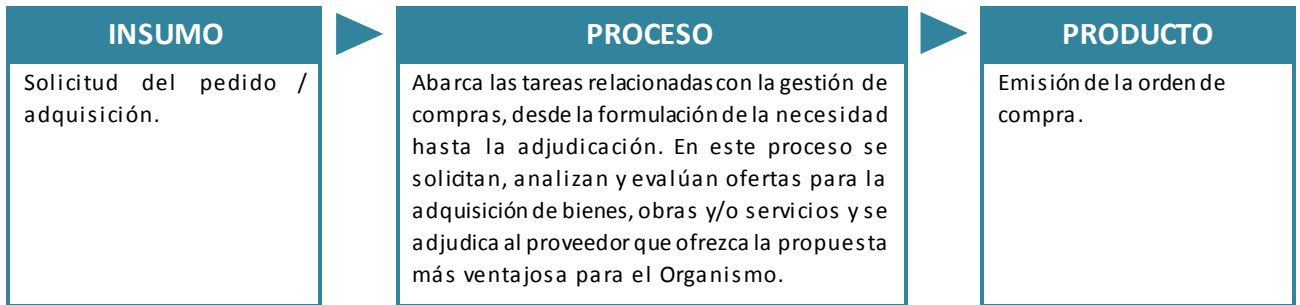 INSUMO
Solicitud del pedido /
adquisición.
PROCESO
Abarca las tareas relacionadas con la gestión de
compras, desde la formulación de la necesidad
hasta la adjudicación. En este proceso se
solicitan, analizan y evalúan ofertas para la
adquisición de bienes, obras y/o servicios y se
adjudica al proveedor que ofrezca la propuesta
más ventajosa para el Organismo.
PRODUCTO
Emisión de la orden de
compra.